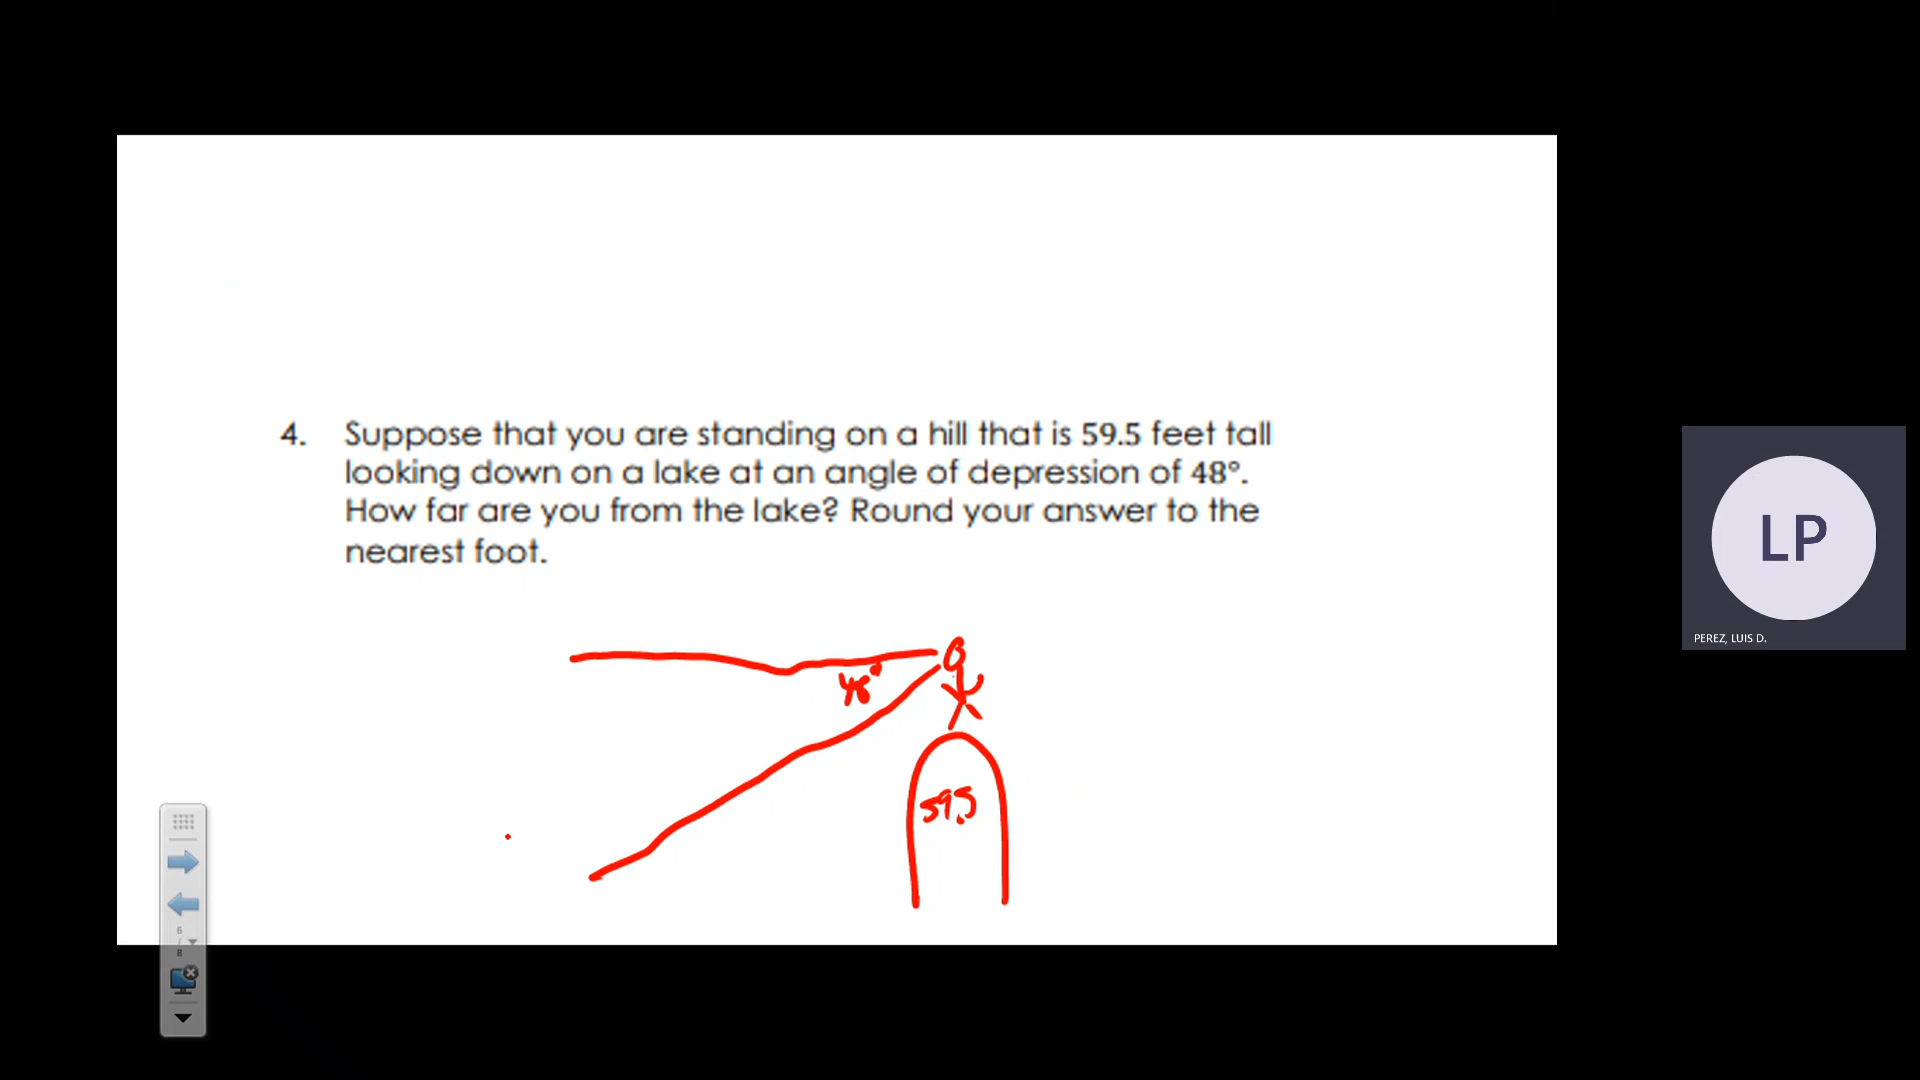 4. Suppose that you are standing on a hill that is 59.5 feet tall
looking down on a lake at an angle of depression of 48°.
How far are you from the lake? Round your answer to the
nearest foot.
48°
59.5
LP
PEREZ, LUIS D.
6
/
8